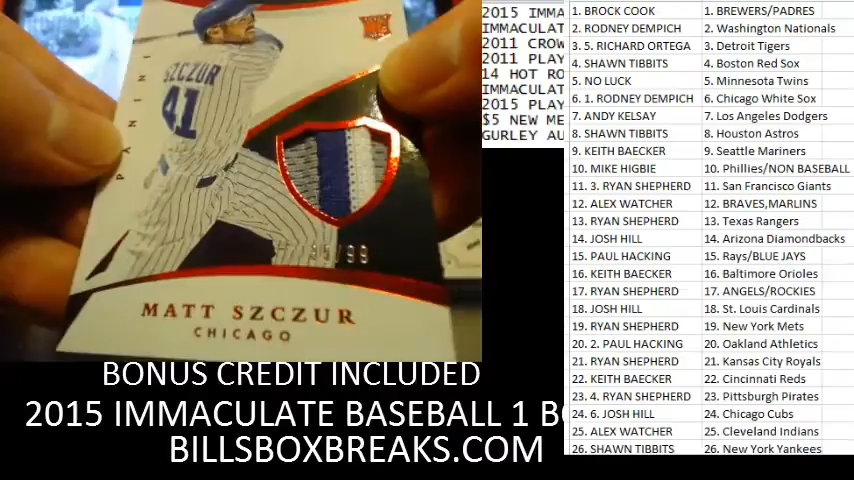 SZCZUR
41
PANINI
RC
/99
MATT SZCZUR
CHICAGO
BONUS CREDIT INCLUDED
2015 IMMACULATE BASEBALL 1 B
BILLSBOXBREAKS.COM
2015 IMMA
IMMACULAT
2011 CROW
2011 PLAY
14 HOT RO
IMMACULAT
2015 PLAY
$5 NEW ME
GURLEY AU
1. BROCK COOK 1. BREWERS/PADRES
2. RODNEY DEMPICH 2. Washington Nationals
3. 5. RICHARD ORTEGA 3. Detroit Tigers
4. SHAWN TIBBITS 4. Boston Red Sox
5. NO LUCK 5. Minnesota Twins
6. 1. RODNEY DEMPICH 6. Chicago White Sox
7. ANDY KELSAY 7. Los Angeles Dodgers
8. SHAWN TIBBITS 8. Houston Astros
9. KEITH BAECKER 9. Seattle Mariners
10. MIKE HIGBIE 10. Phillies/NON BASEBALL
11. 3. RYAN SHEPHERD 11. San Francisco Giants
12. ALEX WATCHER 12. BRAVES,MARLINS
13. RYAN SHEPHERD 13. Texas Rangers
14. JOSH HILL 14. Arizona Diamondbacks
15. PAUL HACKING 15. Rays/BLUE JAYS
16. KEITH BAECKER 16. Baltimore Orioles
17. RYAN SHEPHERD 17. ANGELS/ROCKIES
18. JOSH HILL 18. St. Louis Cardinals
19. RYAN SHEPHERD 19. New York Mets
20. 2. PAUL HACKING 20. Oakland Athletics
21. RYAN SHEPHERD 21. Kansas City Royals
22. KEITH BAECKER 22. Cincinnati Reds
23. 4. RYAN SHEPHERD 23. Pittsburgh Pirates
24. 6. JOSH HILL 24. Chicago Cubs
25. ALEX WATCHER 25. Cleveland Indians
26. SHAWN TIBBITS 26. New York Yankees